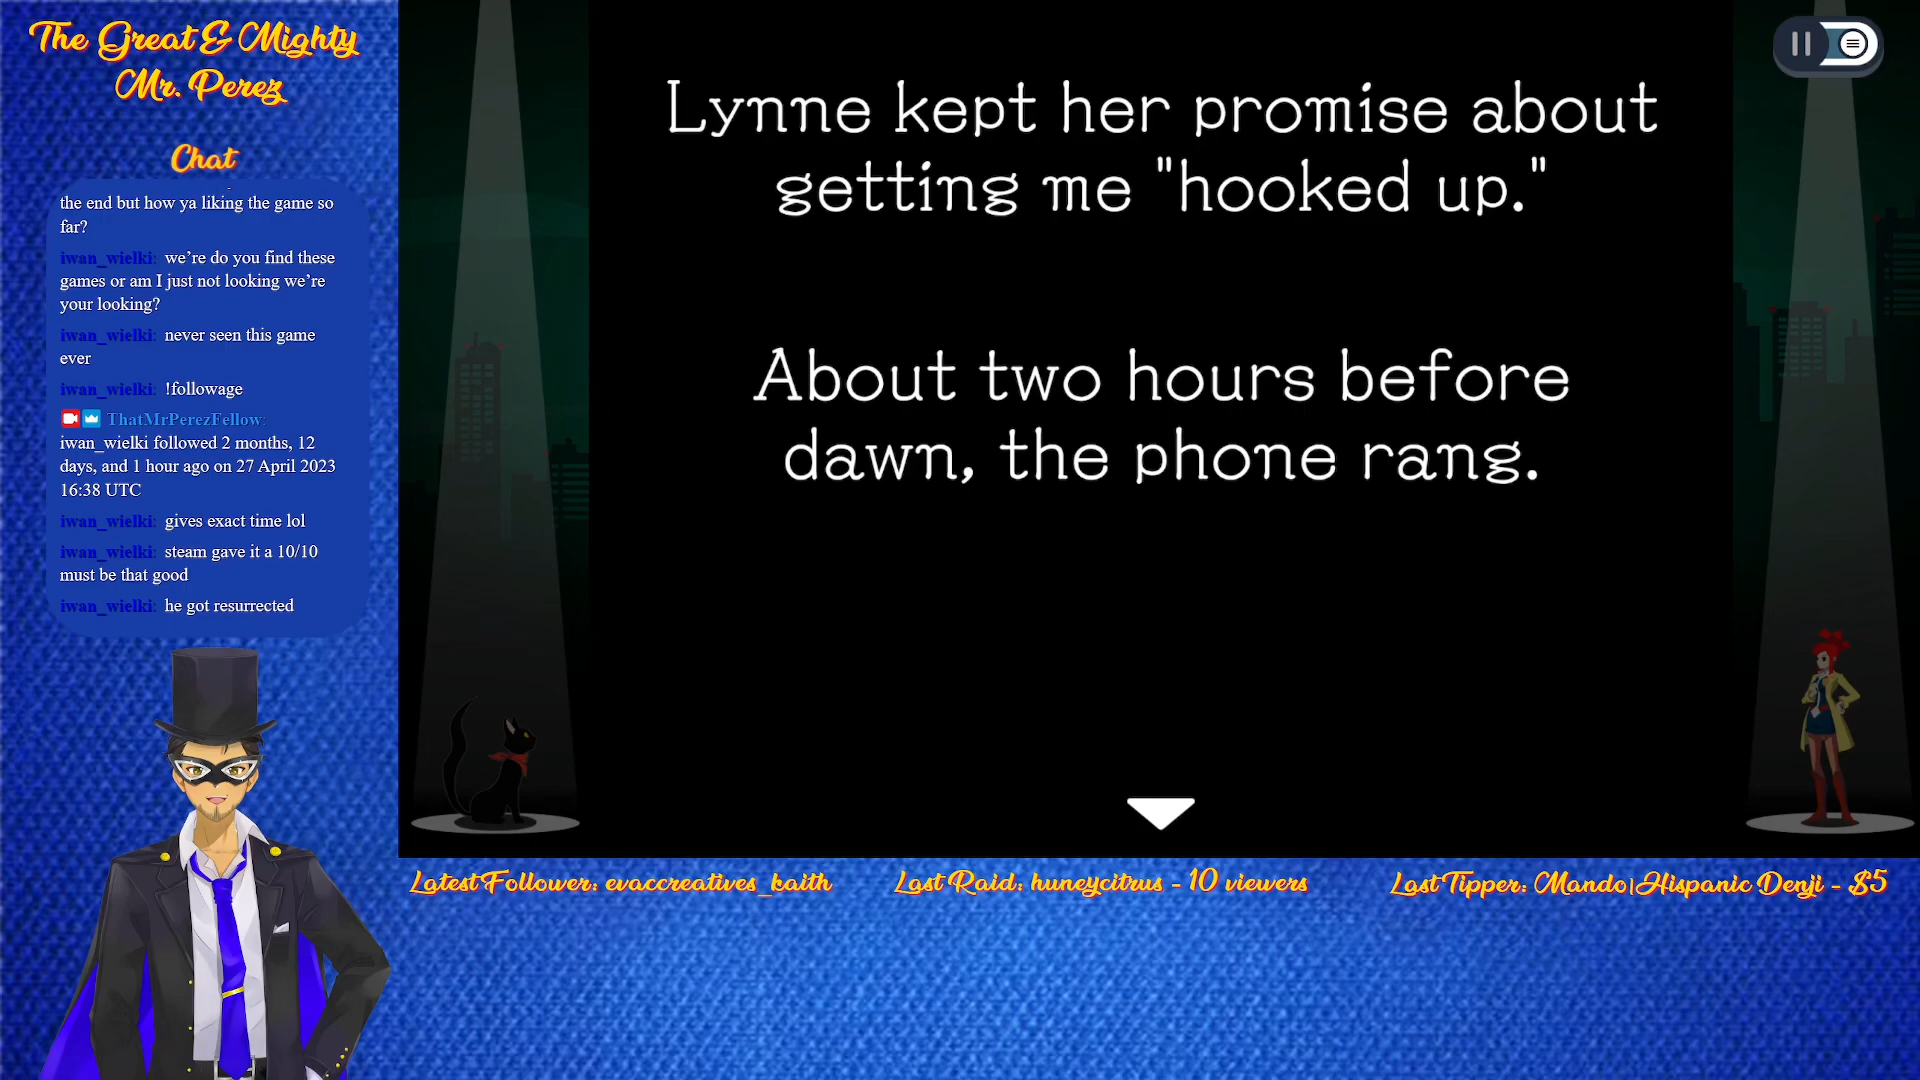 The Great & Mighty
Mr. Perez
Chat
the end but how ya liking the game so
far?
iwan_wielki: we’re do you find these
games or am I just not looking we’re
your looking?
iwan_wielki: never seen this game
ever
iwan_wielki: !followage
ThatMrPerezFellow:
iwan_wielki followed 2 months, 12
days, and 1 hour ago on 27 April 2023
16:38 UTC
iwan_wielki: gives exact time lol
iwan_wielki: steam gave it a 10/10
must be that good
iwan_wielki: he got resurrected
Lynne kept her promise about
getting me "hooked up."
About two hours before
dawn, the phone rang.
Latest Follower: evaccreatives_kaith
Last Raid: huneycitrus - 10 viewers
Last Tipper: Mando|Hispanic Denji - $5